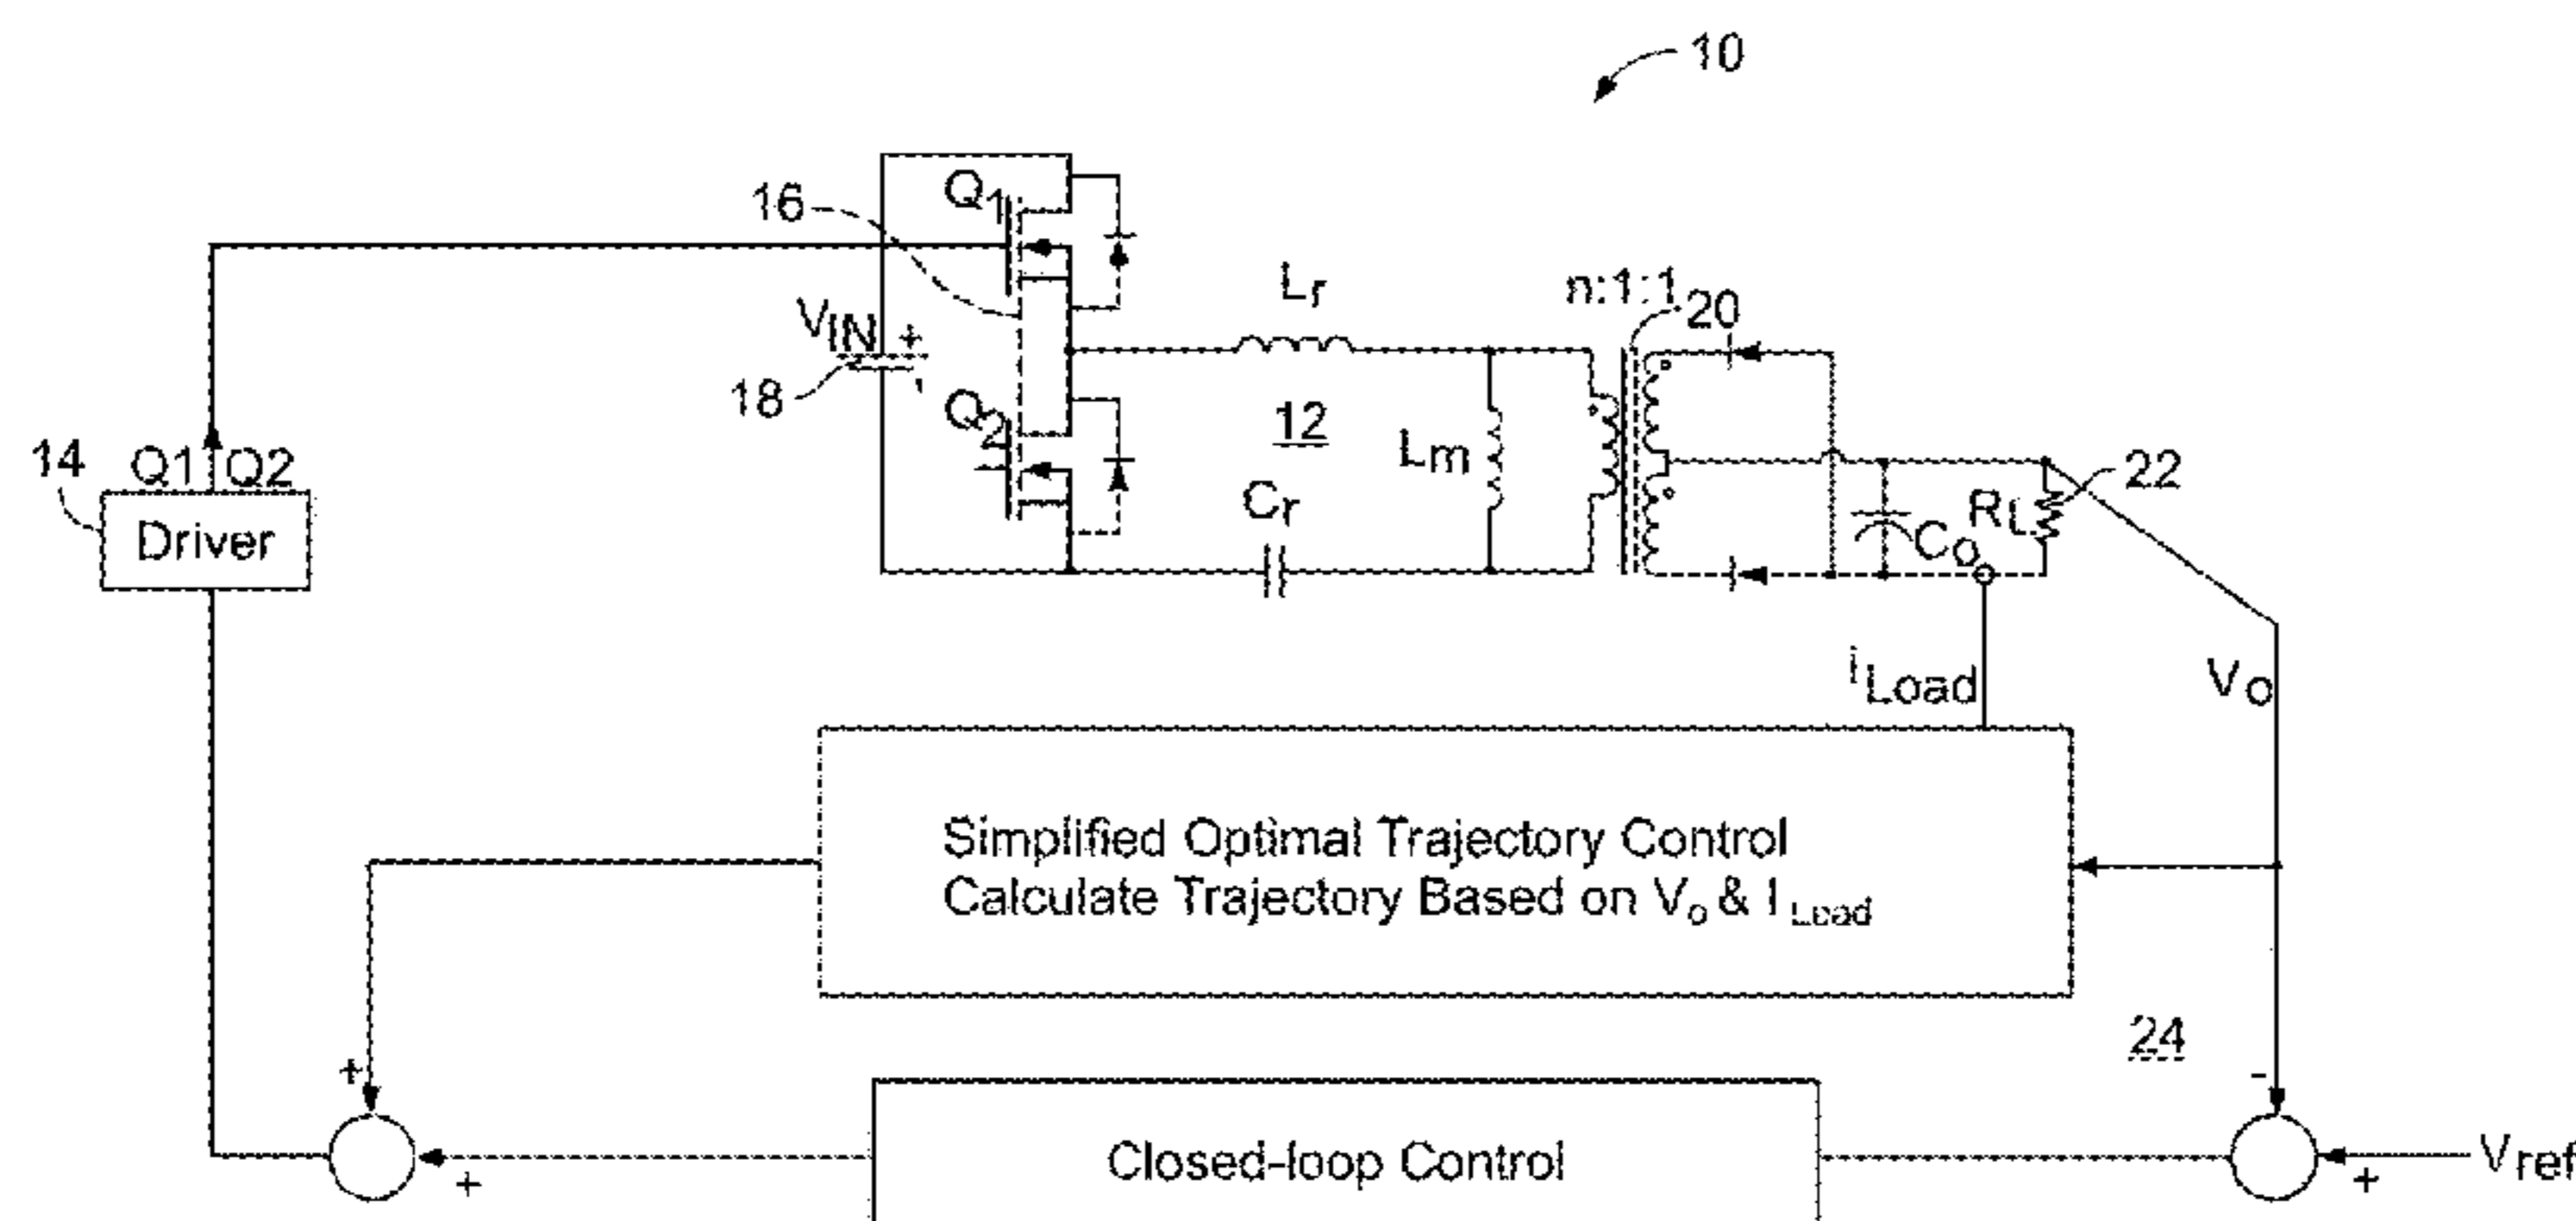 10
Q1
16
Lr
n:1:1
20
VIN
+
-
18
Q2
12
Lm
Cr
Co
RL
22
14
Q1 Q2
Driver
iLoad
Vo
Simplified Optimal Trajectory Control
Calculate Trajectory Based on Vo & ILoad
24
+
-
Closed-loop Control
+
+
Vref